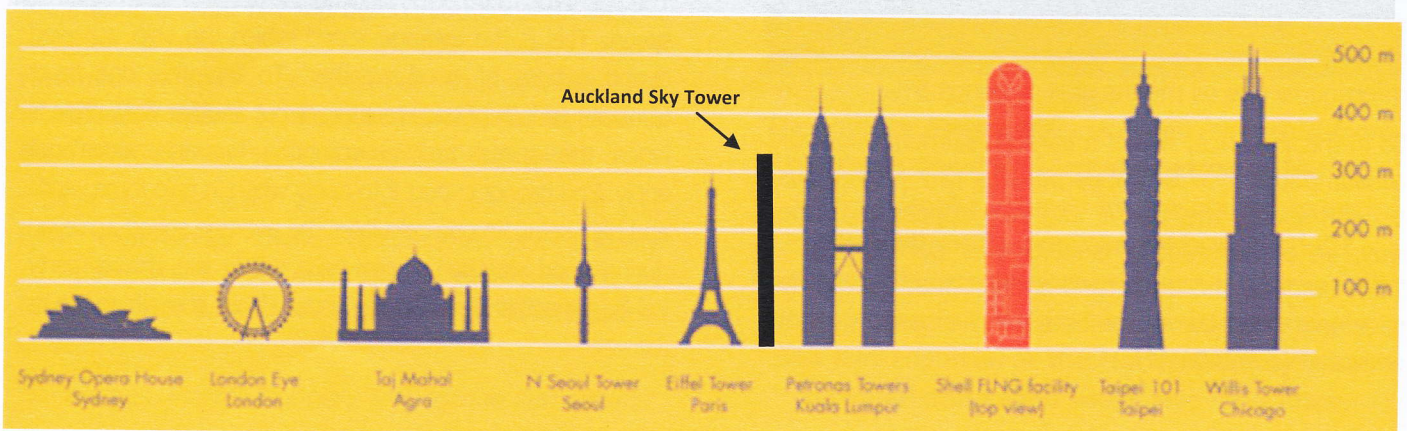 500 m
Auckland Sky Tower
400 m
300 m
200 m
100 m
Sydney Opera House
Sydney
London Eye
London
Taj Mahal
Agra
N Seoul Tower
Seoul
Eiffel Tower
Paris
Petronas Towers
Kuala Lumpur
Shell FLNG facility
(top view)
Taipei 101
Taipei
Willis Tower
Chicago